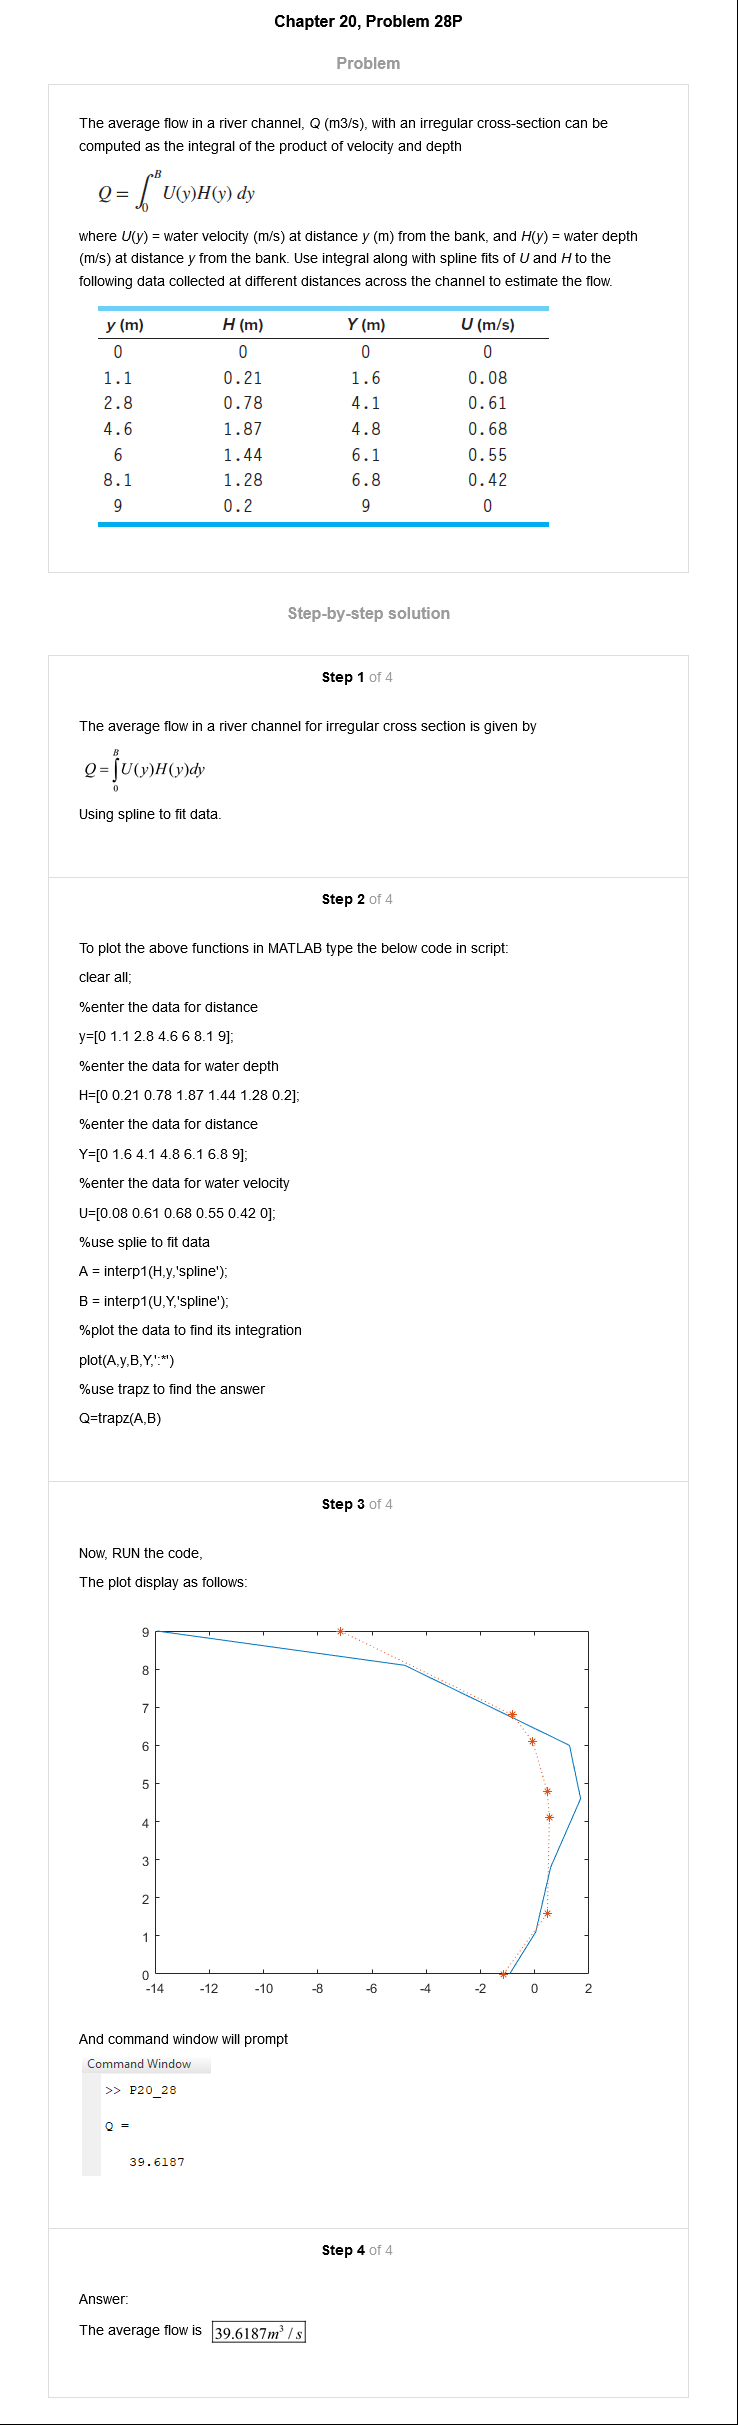 Chapter 20, Problem 28P
Problem
The average flow in a river channel, Q (m3/s), with an irregular cross-section can be
computed as the integral of the product of velocity and depth
Q = ∫₀ᴮ U(y)H(y) dy
where U(y) = water velocity (m/s) at distance y (m) from the bank, and H(y) = water depth
(m/s) at distance y from the bank. Use integral along with spline fits of U and H to the
following data collected at different distances across the channel to estimate the flow.
y (m) H (m) Y (m) U (m/s)
0 0 0 0
1.1 0.21 1.6 0.08
2.8 0.78 4.1 0.61
4.6 1.87 4.8 0.68
6 1.44 6.1 0.55
8.1 1.28 6.8 0.42
9 0.2 9 0
Step-by-step solution
Step 1 of 4
The average flow in a river channel for irregular cross section is given by
Q = ∫₀ᴮ U(y)H(y)dy
Using spline to fit data.
Step 2 of 4
To plot the above functions in MATLAB type the below code in script:
clear all;
%enter the data for distance
y=[0 1.1 2.8 4.6 6 8.1 9];
%enter the data for water depth
H=[0 0.21 0.78 1.87 1.44 1.28 0.2];
%enter the data for distance
Y=[0 1.6 4.1 4.8 6.1 6.8 9];
%enter the data for water velocity
U=[0.08 0.61 0.68 0.55 0.42 0];
%use splie to fit data
A = interp1(H,y,'spline');
B = interp1(U,Y,'spline');
%plot the data to find its integration
plot(A,y,B,Y,':*')
%use trapz to find the answer
Q=trapz(A,B)
Step 3 of 4
Now, RUN the code,
The plot display as follows:
9
8
7
6
5
4
3
2
1
0
-14 -12 -10 -8 -6 -4 -2 0 2
And command window will prompt
Command Window
>> P20_28
Q =
39.6187
Step 4 of 4
Answer:
The average flow is 39.6187m³ / s